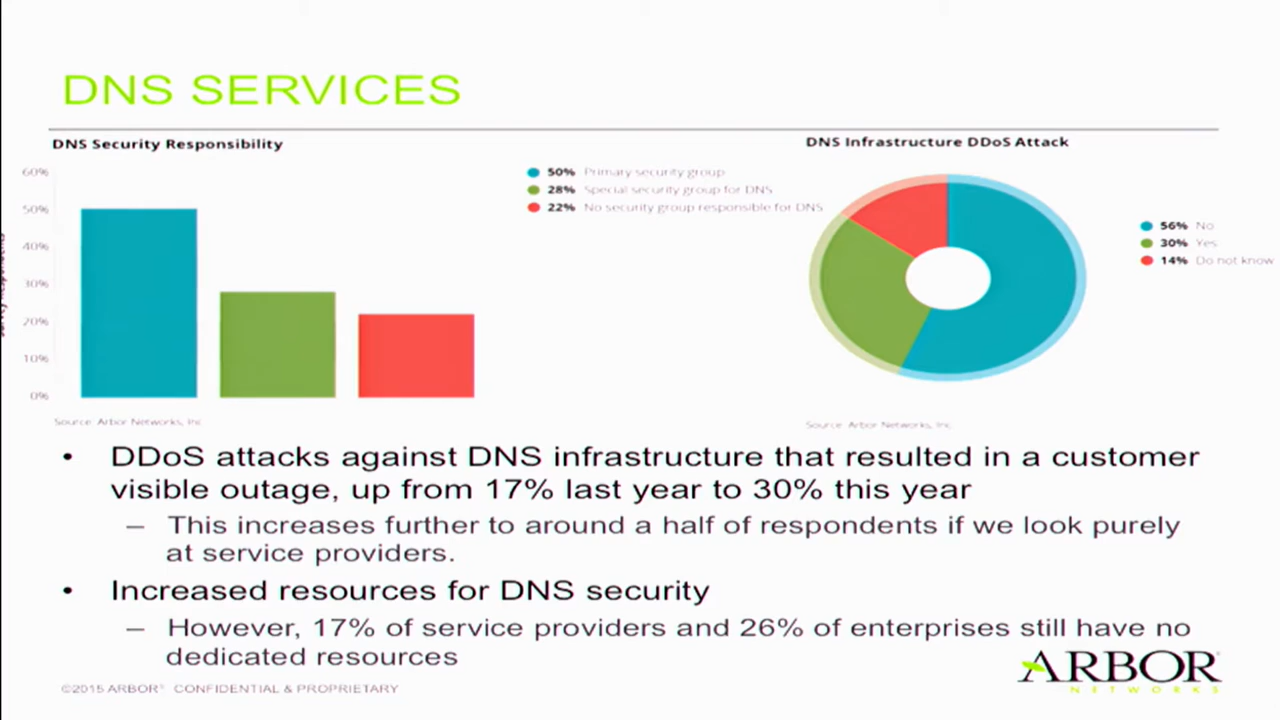 DNS SERVICES
DNS Security Responsibility
60%
50%
40%
30%
20%
10%
0%
50% Primary security group
28% Special security group for DNS
22% No security group responsible for DNS
Source: Arbor Networks, Inc.
DNS Infrastructure DDoS Attack
56% No
30% Yes
14% Do not know
Source: Arbor Networks, Inc.
• DDoS attacks against DNS infrastructure that resulted in a customer
visible outage, up from 17% last year to 30% this year
– This increases further to around a half of respondents if we look purely
at service providers.
• Increased resources for DNS security
– However, 17% of service providers and 26% of enterprises still have no
dedicated resources
©2015 ARBOR® CONFIDENTIAL & PROPRIETARY
ARBOR®
NETWORKS